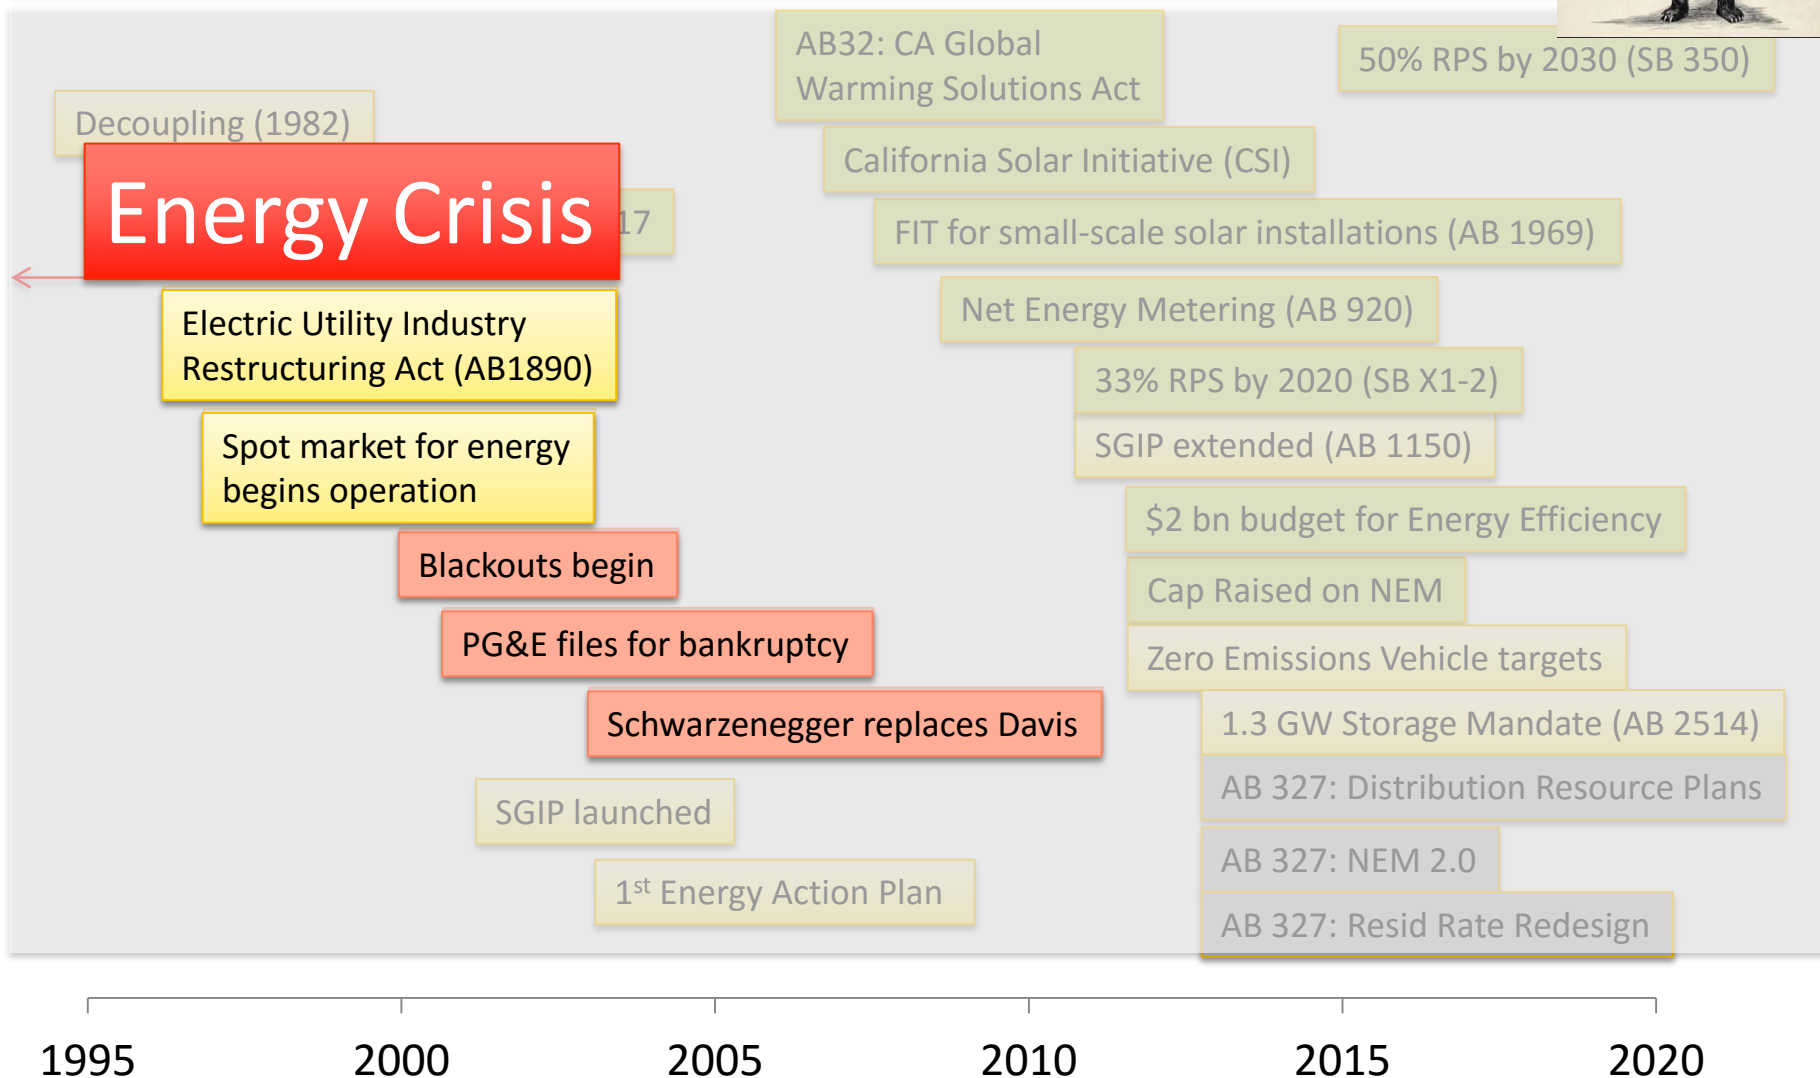 AB32: CA Global
Warming Solutions Act
50% RPS by 2030 (SB 350)
Decoupling (1982)
California Solar Initiative (CSI)
Energy Crisis
17
FIT for small-scale solar installations (AB 1969)
Electric Utility Industry
Restructuring Act (AB1890)
Net Energy Metering (AB 920)
33% RPS by 2020 (SB X1-2)
Spot market for energy
begins operation
SGIP extended (AB 1150)
$2 bn budget for Energy Efficiency
Blackouts begin
Cap Raised on NEM
PG&E files for bankruptcy
Zero Emissions Vehicle targets
Schwarzenegger replaces Davis
1.3 GW Storage Mandate (AB 2514)
AB 327: Distribution Resource Plans
SGIP launched
AB 327: NEM 2.0
1st Energy Action Plan
AB 327: Resid Rate Redesign
1995 2000 2005 2010 2015 2020